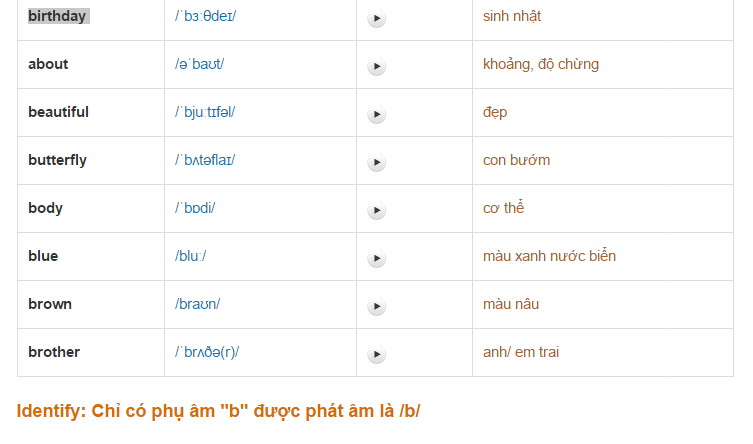 birthday /ˈbɜːθdeɪ/ sinh nhật
about /əˈbaʊt/ khoảng, độ chừng
beautiful /ˈbjuːtɪfəl/ đẹp
butterfly /ˈbʌtəflaɪ/ con bướm
body /ˈbɒdi/ cơ thể
blue /bluː/ màu xanh nước biển
brown /braʊn/ màu nâu
brother /ˈbrʌðə(r)/ anh/ em trai
Identify: Chỉ có phụ âm "b" được phát âm là /b/